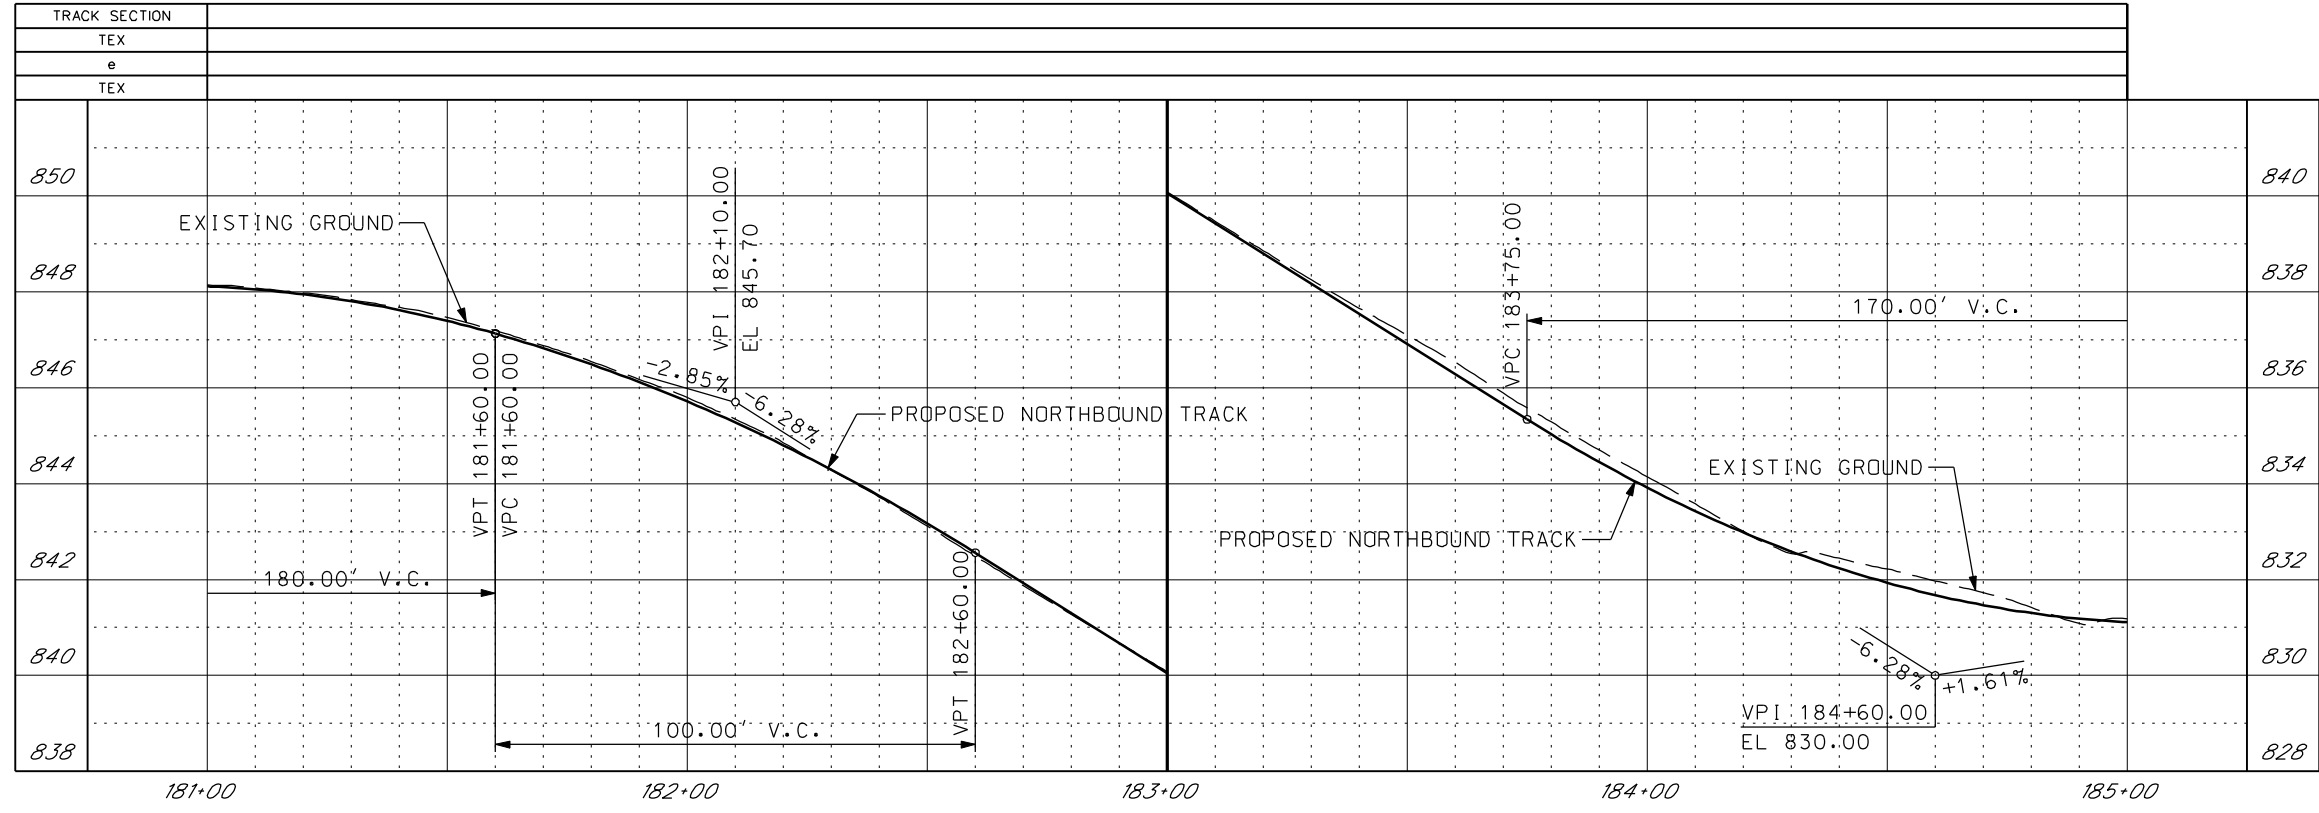 TRACK SECTION
TEX
e
TEX
850
848
846
844
842
840
838
EXISTING GROUND
VPT 181+60.00
VPC 181+60.00
180.00' V.C.
VPI 182+10.00
EL 845.70
-2.85%
-6.28%
PROPOSED NORTHBOUND TRACK
VPT 182+60.00
100.00' V.C.
VPC 183+75.00
170.00' V.C.
EXISTING GROUND
PROPOSED NORTHBOUND TRACK
-6.28%
+1.61%
VPI 184+60.00
EL 830.00
840
838
836
834
832
830
828
181+00
182+00
183+00
184+00
185+00